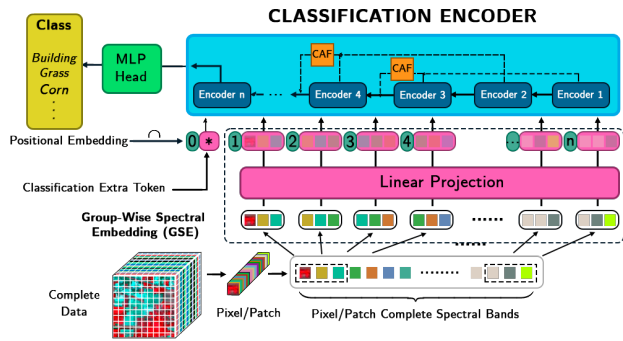 CLASSIFICATION ENCODER
Class
Building
Grass
Corn
MLP
Head
CAF
CAF
Encoder n
Encoder 4
Encoder 3
Encoder 2
Encoder 1
Positional Embedding
0 *
1 2 3 4 ... n
Classification Extra Token
Linear Projection
Group-Wise Spectral
Embedding (GSE)
Complete
Data
Pixel/Patch
Pixel/Patch Complete Spectral Bands